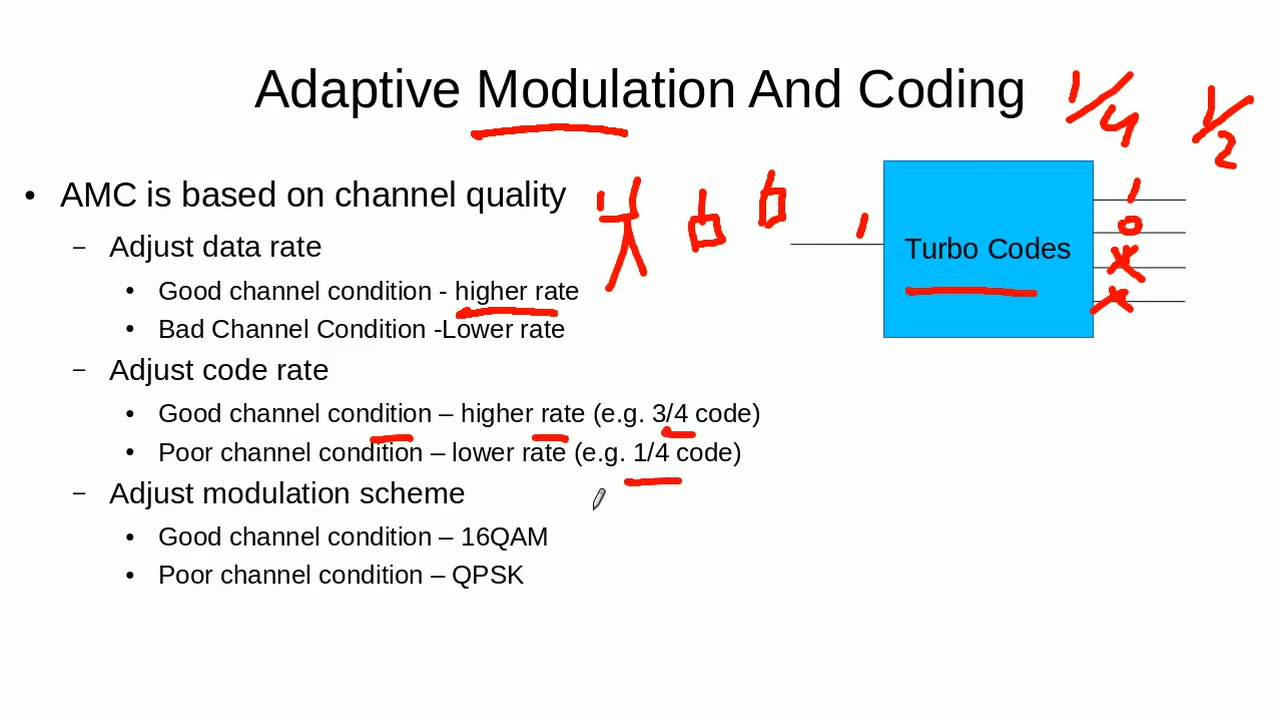 Adaptive Modulation And Coding
1/4 1/2
• AMC is based on channel quality
– Adjust data rate
• Good channel condition - higher rate
• Bad Channel Condition -Lower rate
– Adjust code rate
• Good channel condition – higher rate (e.g. 3/4 code)
• Poor channel condition – lower rate (e.g. 1/4 code)
– Adjust modulation scheme
• Good channel condition – 16QAM
• Poor channel condition – QPSK
1
Turbo Codes
1
0